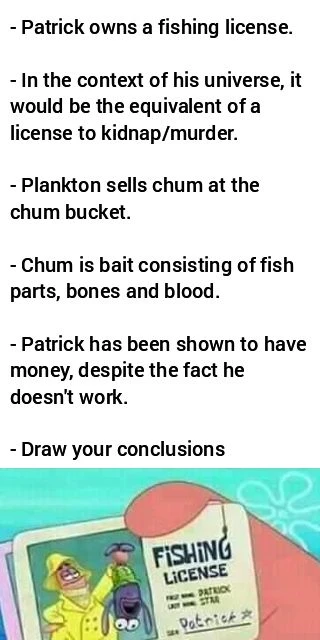 - Patrick owns a fishing license.
- In the context of his universe, it
would be the equivalent of a
license to kidnap/murder.
- Plankton sells chum at the
chum bucket.
- Chum is bait consisting of fish
parts, bones and blood.
- Patrick has been shown to have
money, despite the fact he
doesn't work.
- Draw your conclusions
FISHING
LICENSE
FIRST NAME: PATRICK
LAST NAME: STAR
Patrick